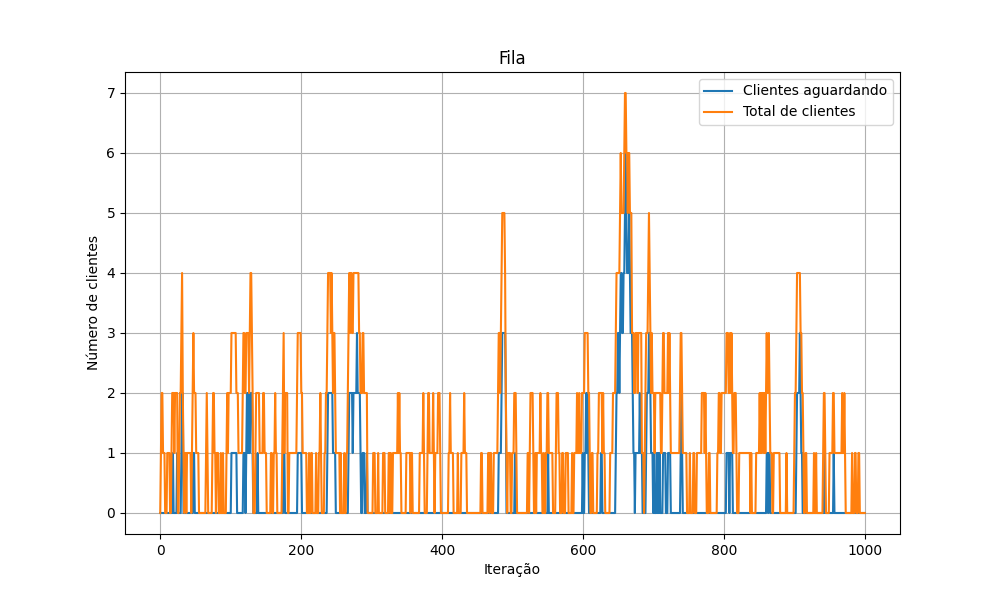 Fila
Clientes aguardando
Total de clientes
Número de clientes
7
6
5
4
3
2
1
0
0 200 400 600 800 1000
Iteração